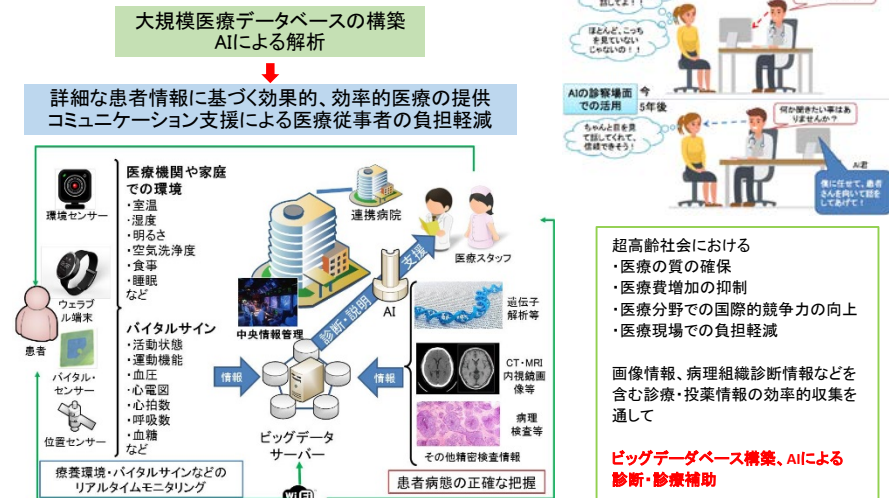 大規模医療データベースの構築
AIによる解析
詳細な患者情報に基づく効果的、効率的医療の提供
コミュニケーション支援による医療従事者の負担軽減
環境センサー
ウェラブ
ル端末
患者
バイタル・
センサー
位置センサー
医療機関や家庭
での環境
・室温
・湿度
・明るさ
・空気洗浄度
・食事
・睡眠
など
バイタルサイン
・活動状態
・運動機能
・血圧
・心電図
・心拍数
・呼吸数
・血糖
など
療養環境・バイタルサインなどの
リアルタイムモニタリング
連携病院
医療スタッフ
支援
AI
中央情報管理
診断・説明
情報
情報
ビッグデータ
サーバー
WiFi
遺伝子
解析等
CT・MRI
内視鏡画
像等
病理
検査等
その他精密検査情報
患者病態の正確な把握
話してよ！！
ほとんど、こっち
を見ていない
じゃないの！！
AIの診察場面
での活用
今
5年後
ちゃんと目を見
て話してくれて、
信頼できそう！
何か聞きたい事はあ
りませんか？
AI君
僕に任せて、患者
さんを向いて話を
してあげて！
超高齢社会における
・医療の質の確保
・医療費増加の抑制
・医療分野での国際的競争力の向上
・医療現場での負担軽減
画像情報、病理組織診断情報などを
含む診療・投薬情報の効率的収集を
通して
ビッグデーダベース構築、AIによる
診断・診療補助